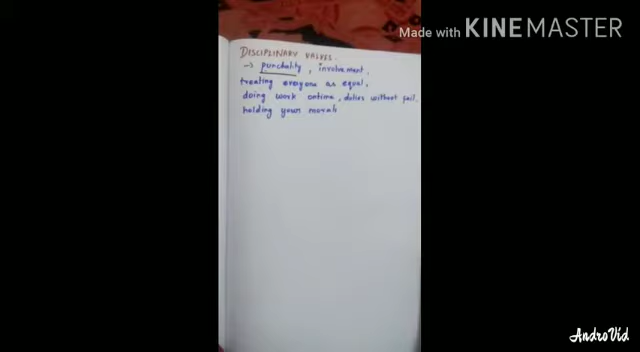 Made with KINEMASTER
DISCIPLINARY VALUES.
→ punchality, involvement,
treating everyone as equal,
doing work ontime, duties without fail,
holding your morals
AndroVid